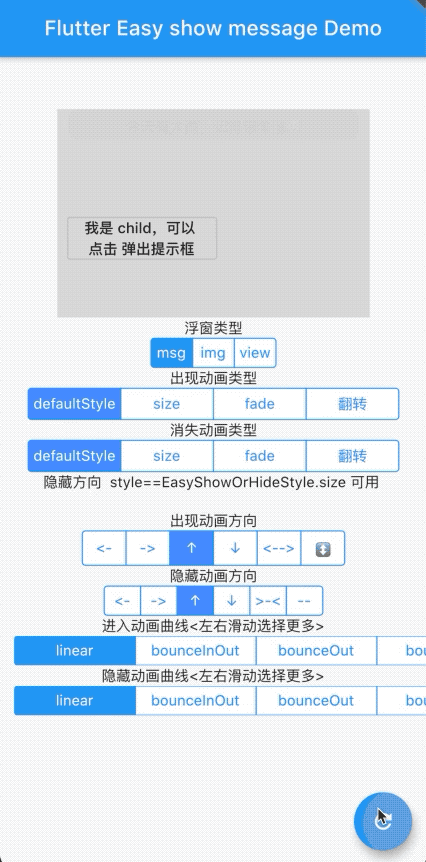 Flutter Easy show message Demo
我是 child，可以
点击 弹出提示框
浮窗类型
msg img view
出现动画类型
defaultStyle size fade 翻转
消失动画类型
defaultStyle size fade 翻转
隐藏方向 style==EasyShowOrHideStyle.size 可用
出现动画方向
<- -> ↑ ↓ <--> ↕
隐藏动画方向
<- -> ↑ ↓ >-< --
进入动画曲线<左右滑动选择更多>
linear bounceInOut bounceOut bou
隐藏动画曲线<左右滑动选择更多>
linear bounceInOut bounceOut bou